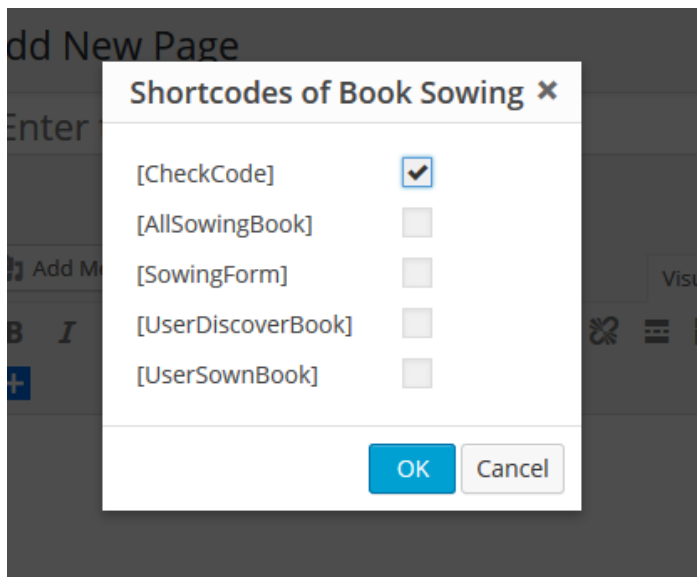 dd New Page
Shortcodes of Book Sowing ×
Enter
[CheckCode]
[AllSowingBook]
[SowingForm]
[UserDiscoverBook]
[UserSownBook]
Add Me
Visu
B I
OK Cancel